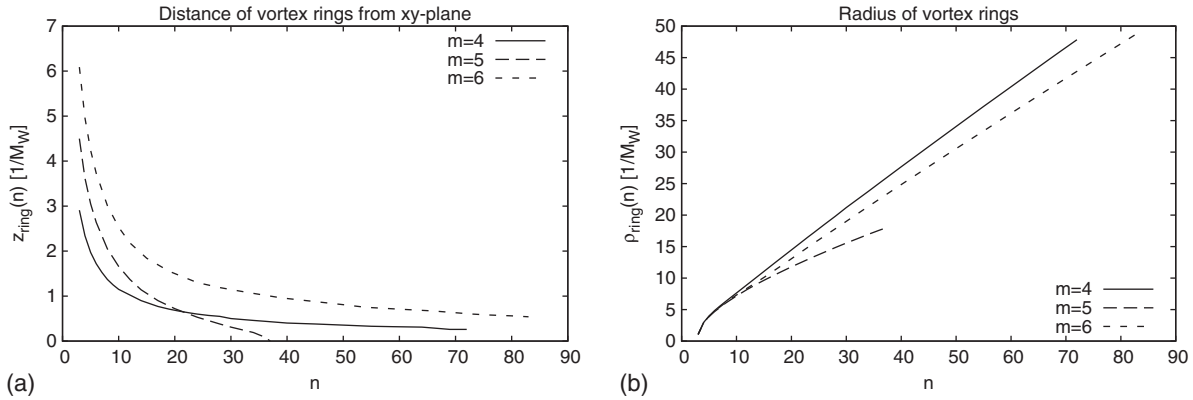 Distance of vortex rings from xy-plane
7
6
5
4
3
2
1
0
z_ring(n) [1/M_W]
m=4
m=5
m=6
0 10 20 30 40 50 60 70 80 90
n
(a)
Radius of vortex rings
50
45
40
35
30
25
20
15
10
5
0
ρ_ring(n) [1/M_W]
m=4
m=5
m=6
0 10 20 30 40 50 60 70 80 90
n
(b)